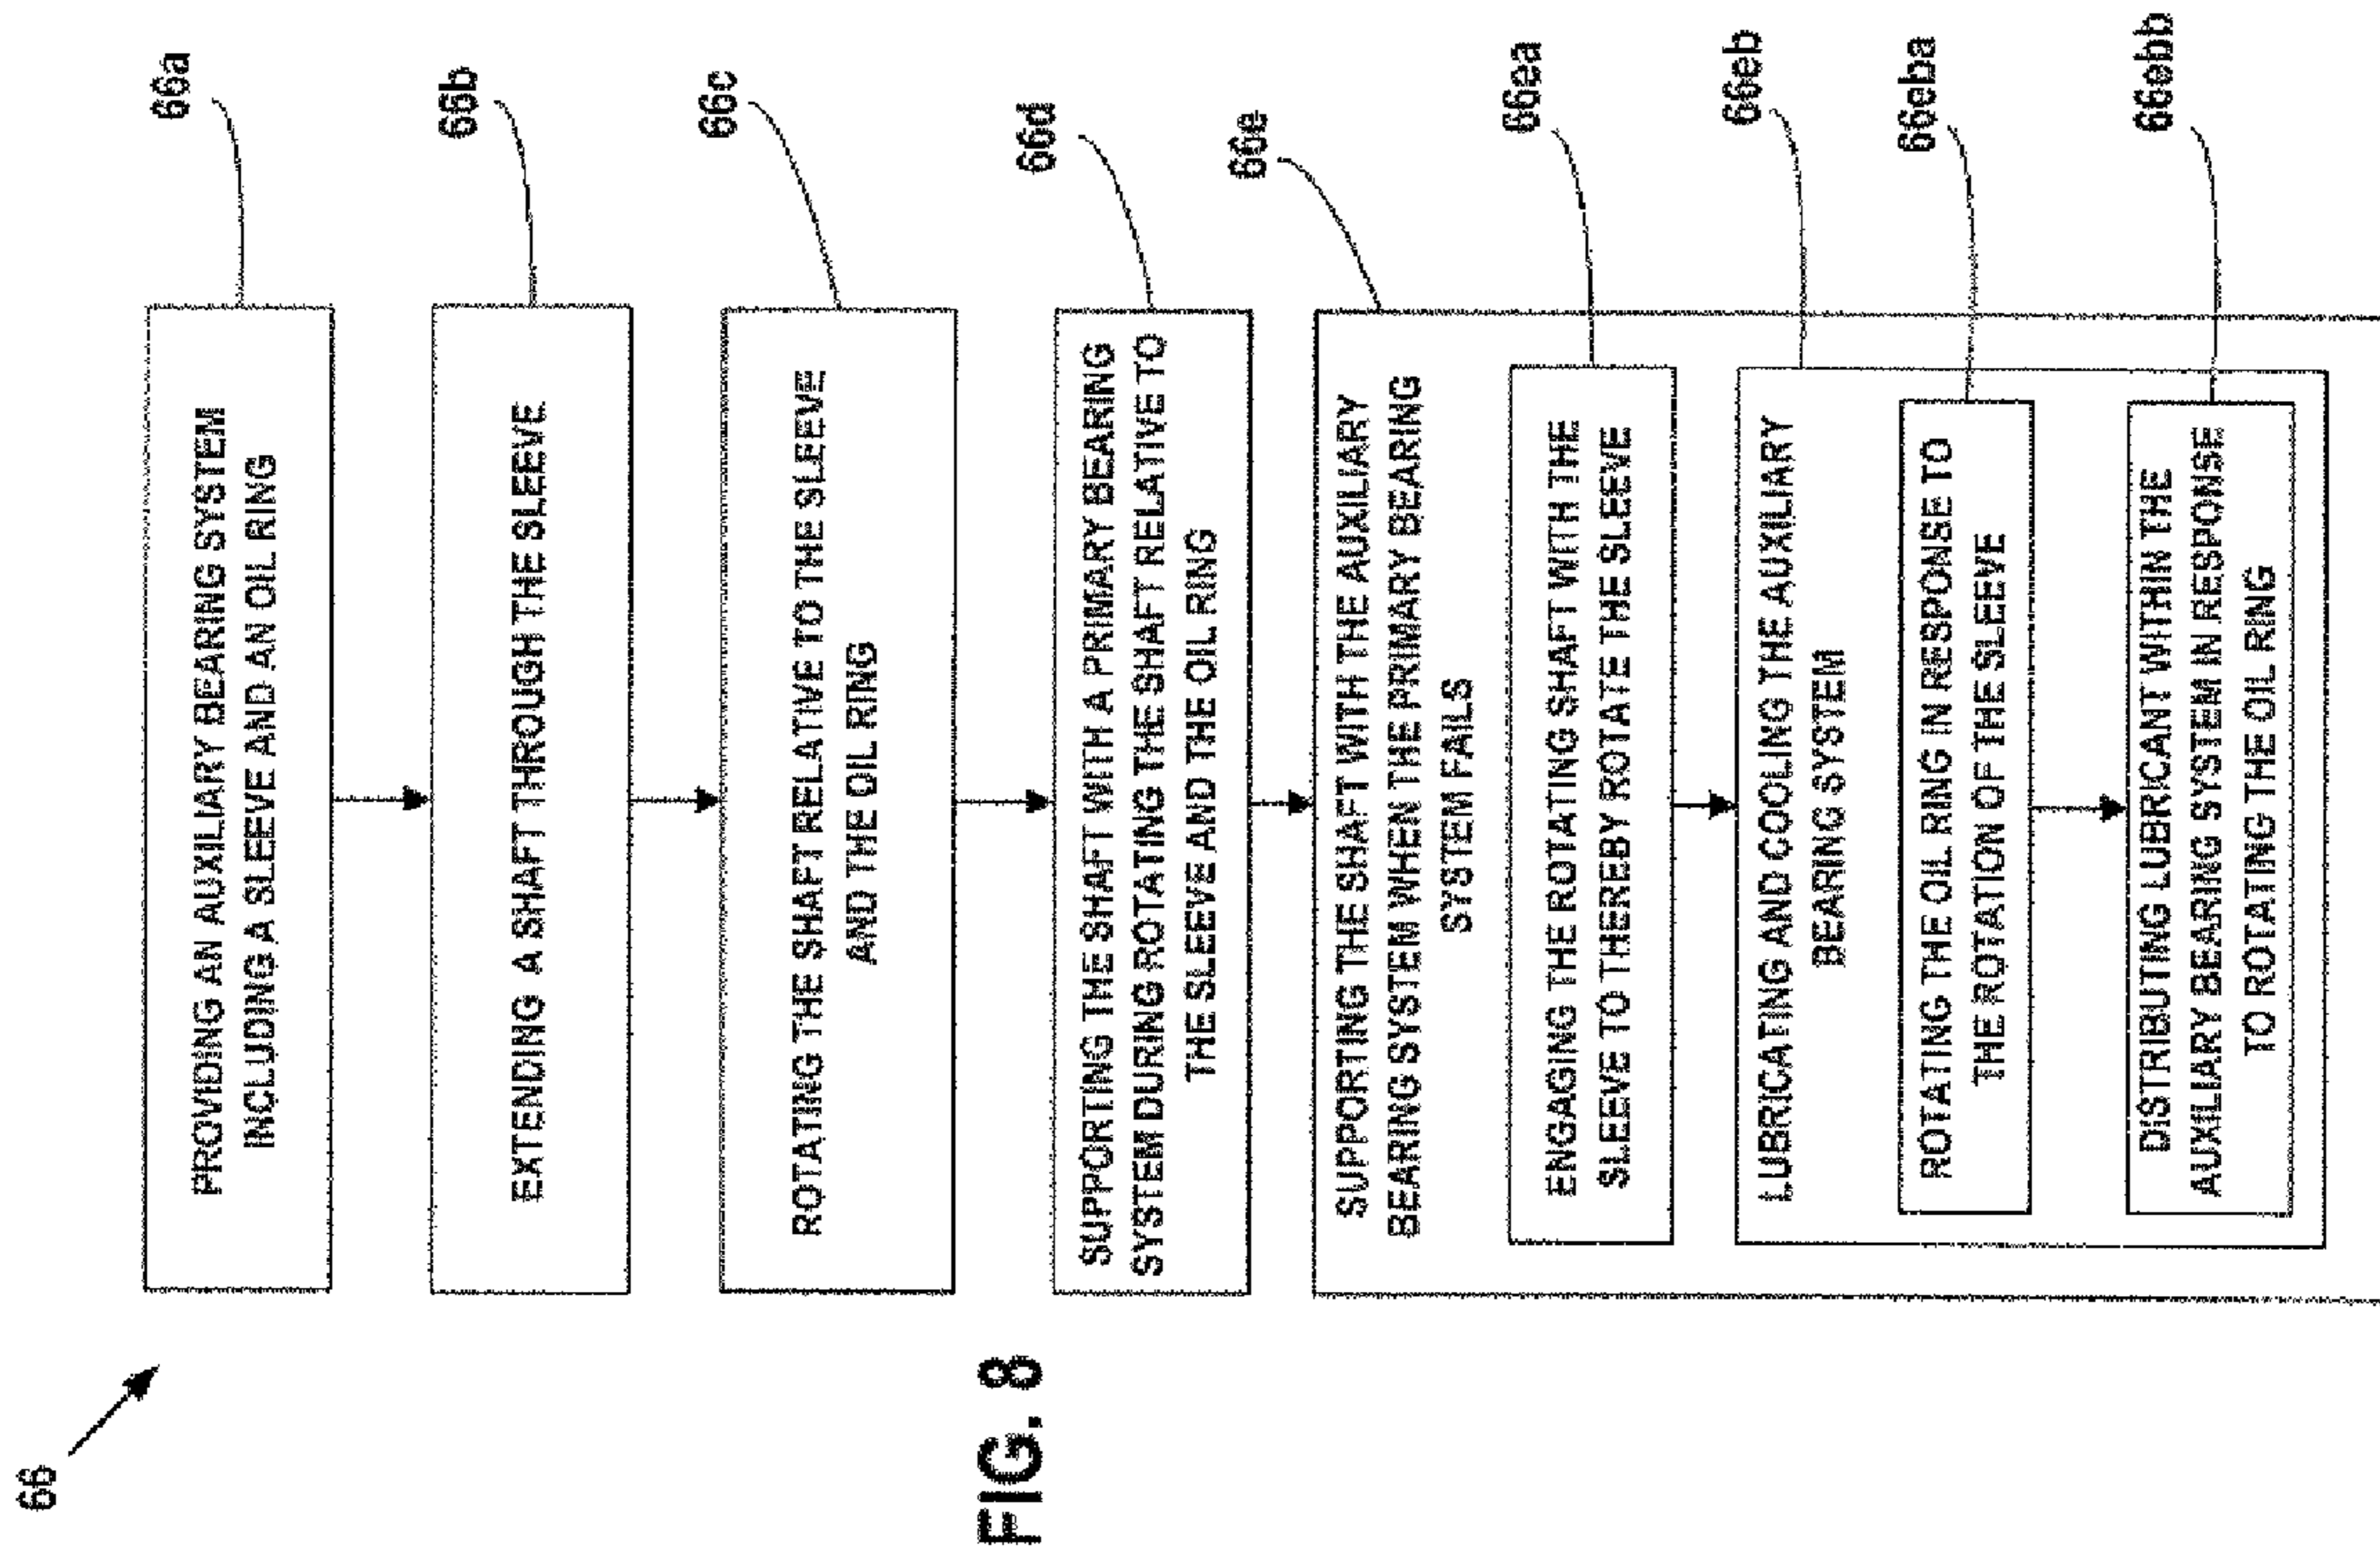 66
66a
PROVIDING AN AUXILIARY BEARING SYSTEM
INCLUDING A SLEEVE AND AN OIL RING
66b
EXTENDING A SHAFT THROUGH THE SLEEVE
66c
ROTATING THE SHAFT RELATIVE TO THE SLEEVE
AND THE OIL RING
66d
SUPPORTING THE SHAFT WITH A PRIMARY BEARING
SYSTEM DURING ROTATING THE SHAFT RELATIVE TO
THE SLEEVE AND THE OIL RING
66e
SUPPORTING THE SHAFT WITH THE AUXILIARY
BEARING SYSTEM WHEN THE PRIMARY BEARING
SYSTEM FAILS
66ea
ENGAGING THE ROTATING SHAFT WITH THE
SLEEVE TO THEREBY ROTATE THE SLEEVE
66eb
LUBRICATING AND COOLING THE AUXILIARY
BEARING SYSTEM
66eba
ROTATING THE OIL RING IN RESPONSE TO
THE ROTATION OF THE SLEEVE
66ebb
DISTRIBUTING LUBRICANT WITHIN THE
AUXILIARY BEARING SYSTEM IN RESPONSE
TO ROTATING THE OIL RING
FIG. 8